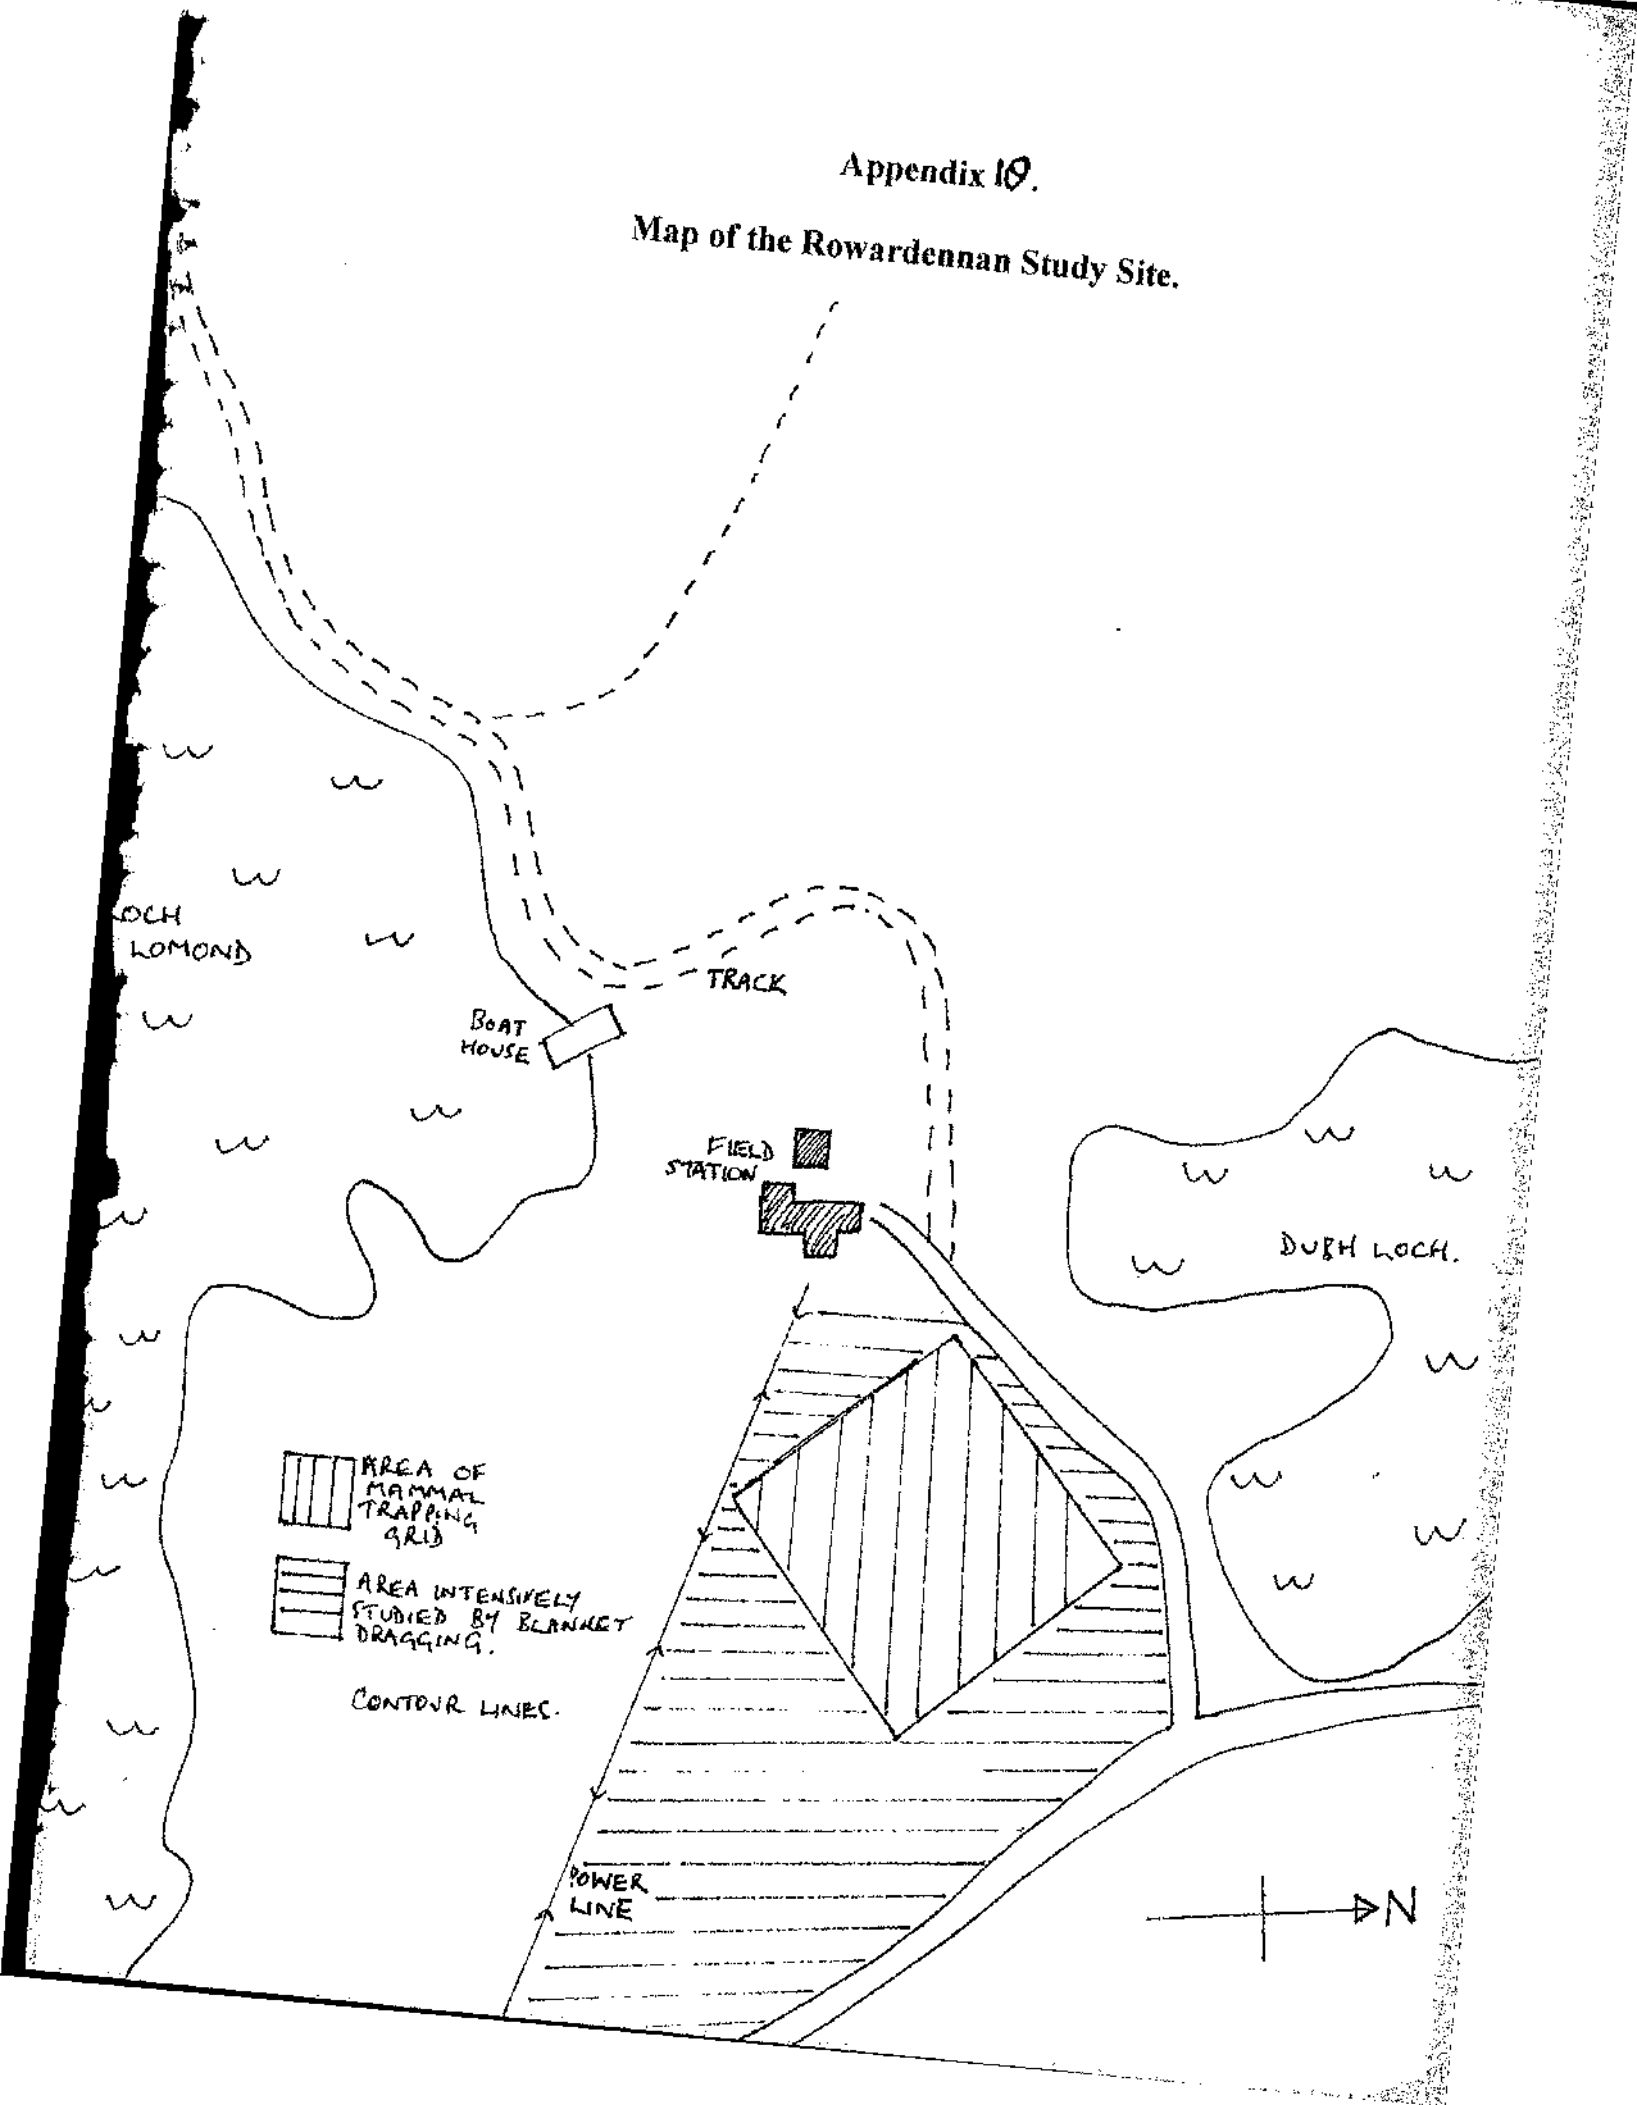 Appendix 10.
Map of the Rowardennan Study Site.
OCH
LOMOND
TRACK
BOAT
HOUSE
FIELD
STATION
DUBH LOCH.
AREA OF
MAMMAL
TRAPPING
GRID
AREA INTENSIVELY
STUDIED BY BLANKET
DRAGGING.
CONTOUR LINES.
POWER
LINE
N